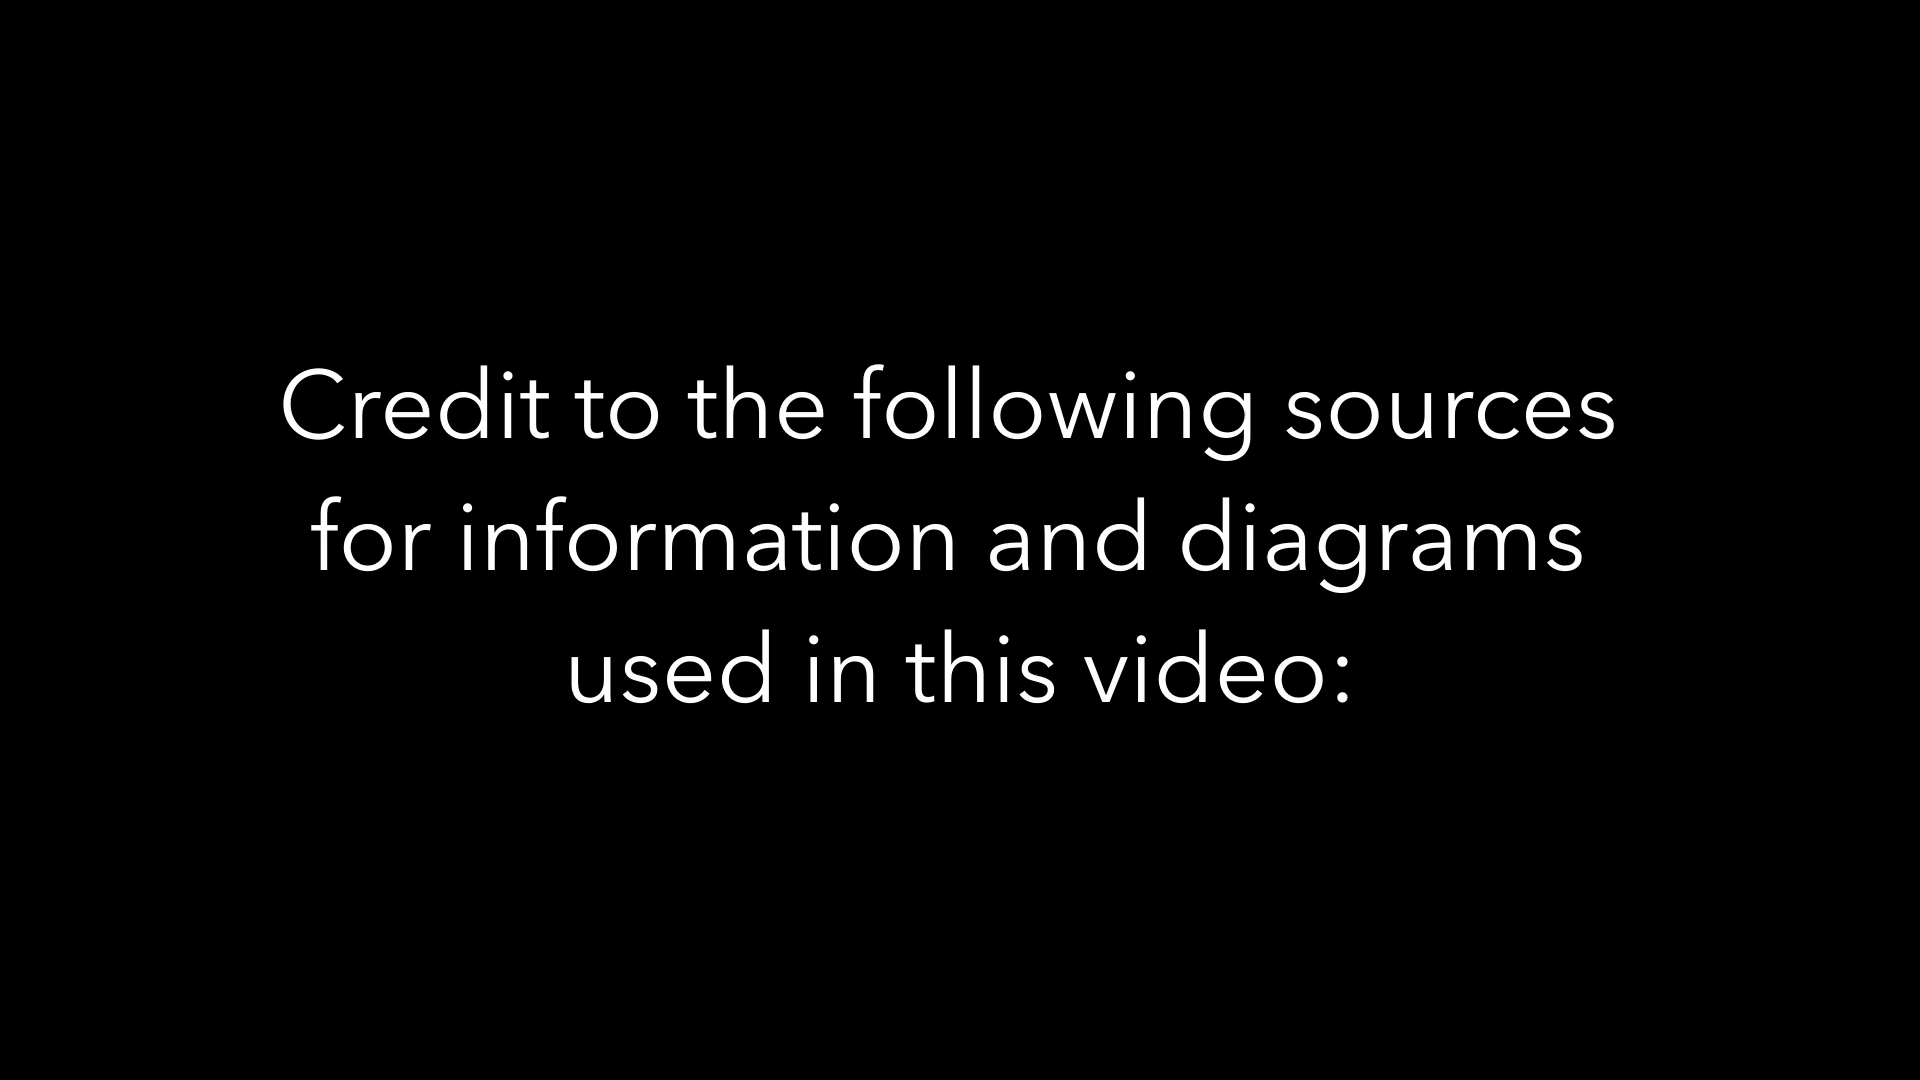 Credit to the following sources
for information and diagrams
used in this video: